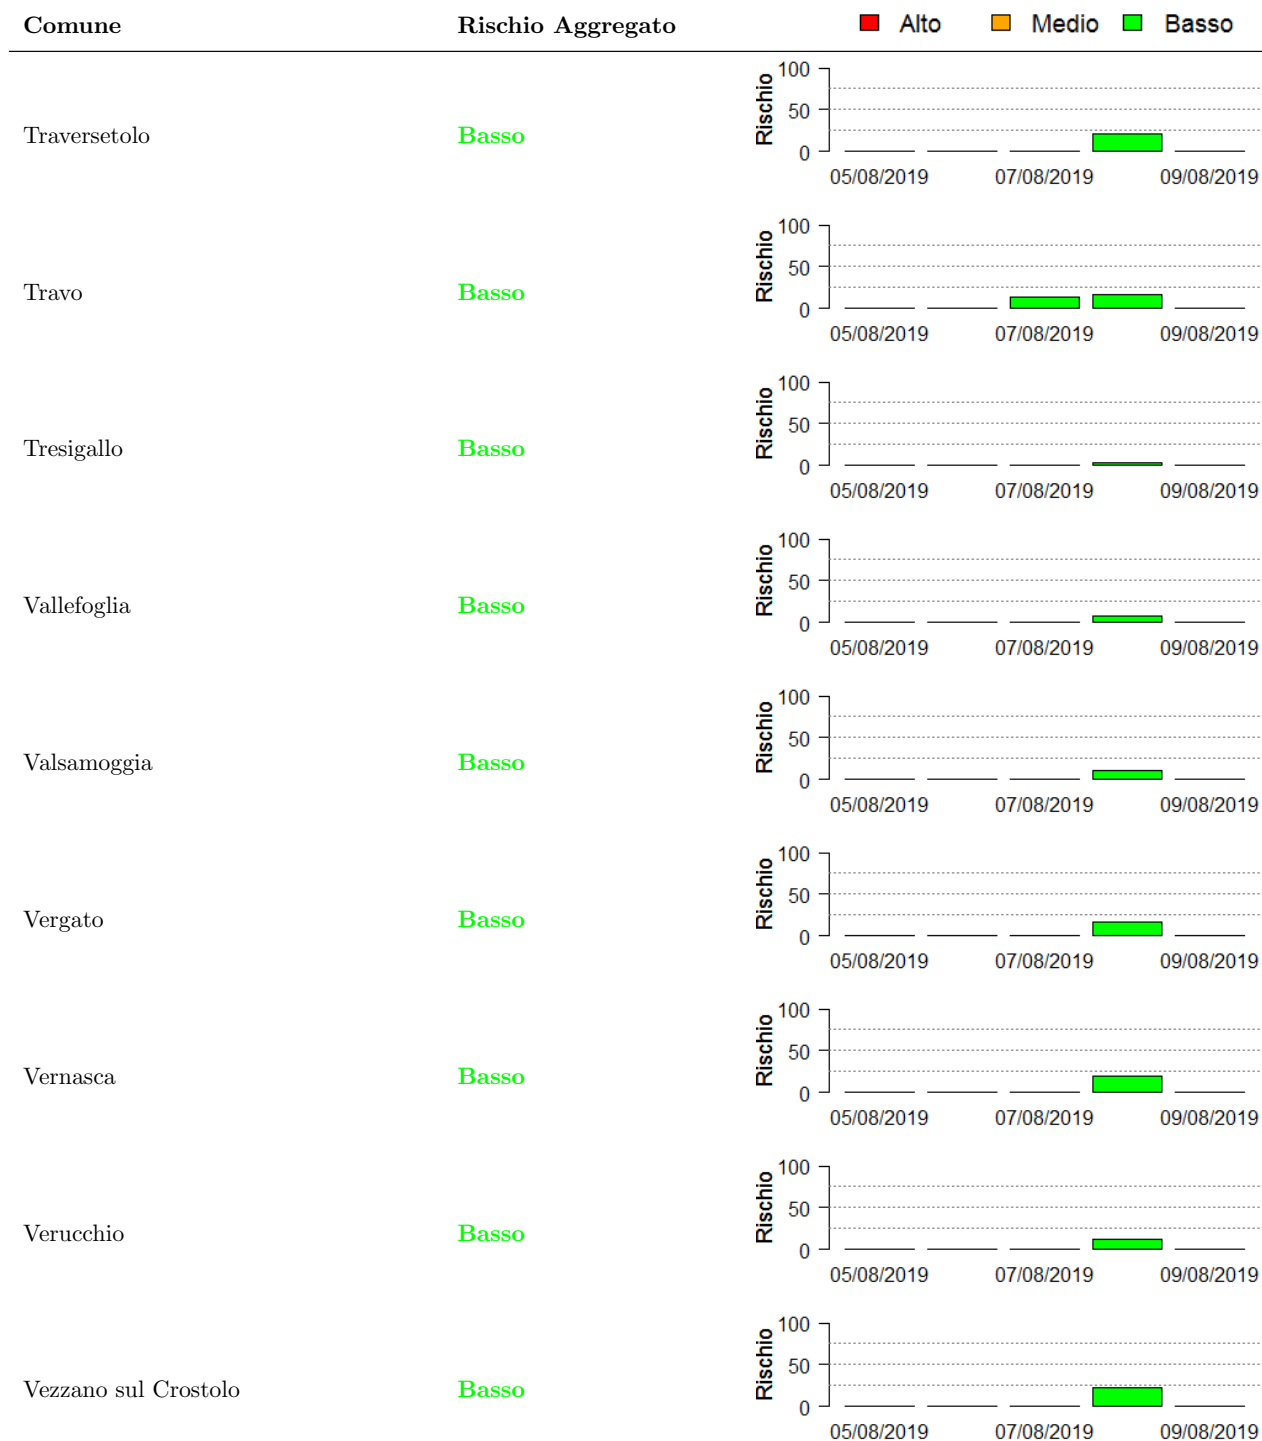 Comune Rischio Aggregato Alto Medio Basso
100
50
0
Rischio
Traversetolo Basso
05/08/2019 07/08/2019 09/08/2019
100
50
0
Rischio
Travo Basso
05/08/2019 07/08/2019 09/08/2019
100
50
0
Rischio
Tresigallo Basso
05/08/2019 07/08/2019 09/08/2019
100
50
0
Rischio
Vallefoglia Basso
05/08/2019 07/08/2019 09/08/2019
100
50
0
Rischio
Valsamoggia Basso
05/08/2019 07/08/2019 09/08/2019
100
50
0
Rischio
Vergato Basso
05/08/2019 07/08/2019 09/08/2019
100
50
0
Rischio
Vernasca Basso
05/08/2019 07/08/2019 09/08/2019
100
50
0
Rischio
Verucchio Basso
05/08/2019 07/08/2019 09/08/2019
100
50
0
Rischio
Vezzano sul Crostolo Basso
05/08/2019 07/08/2019 09/08/2019